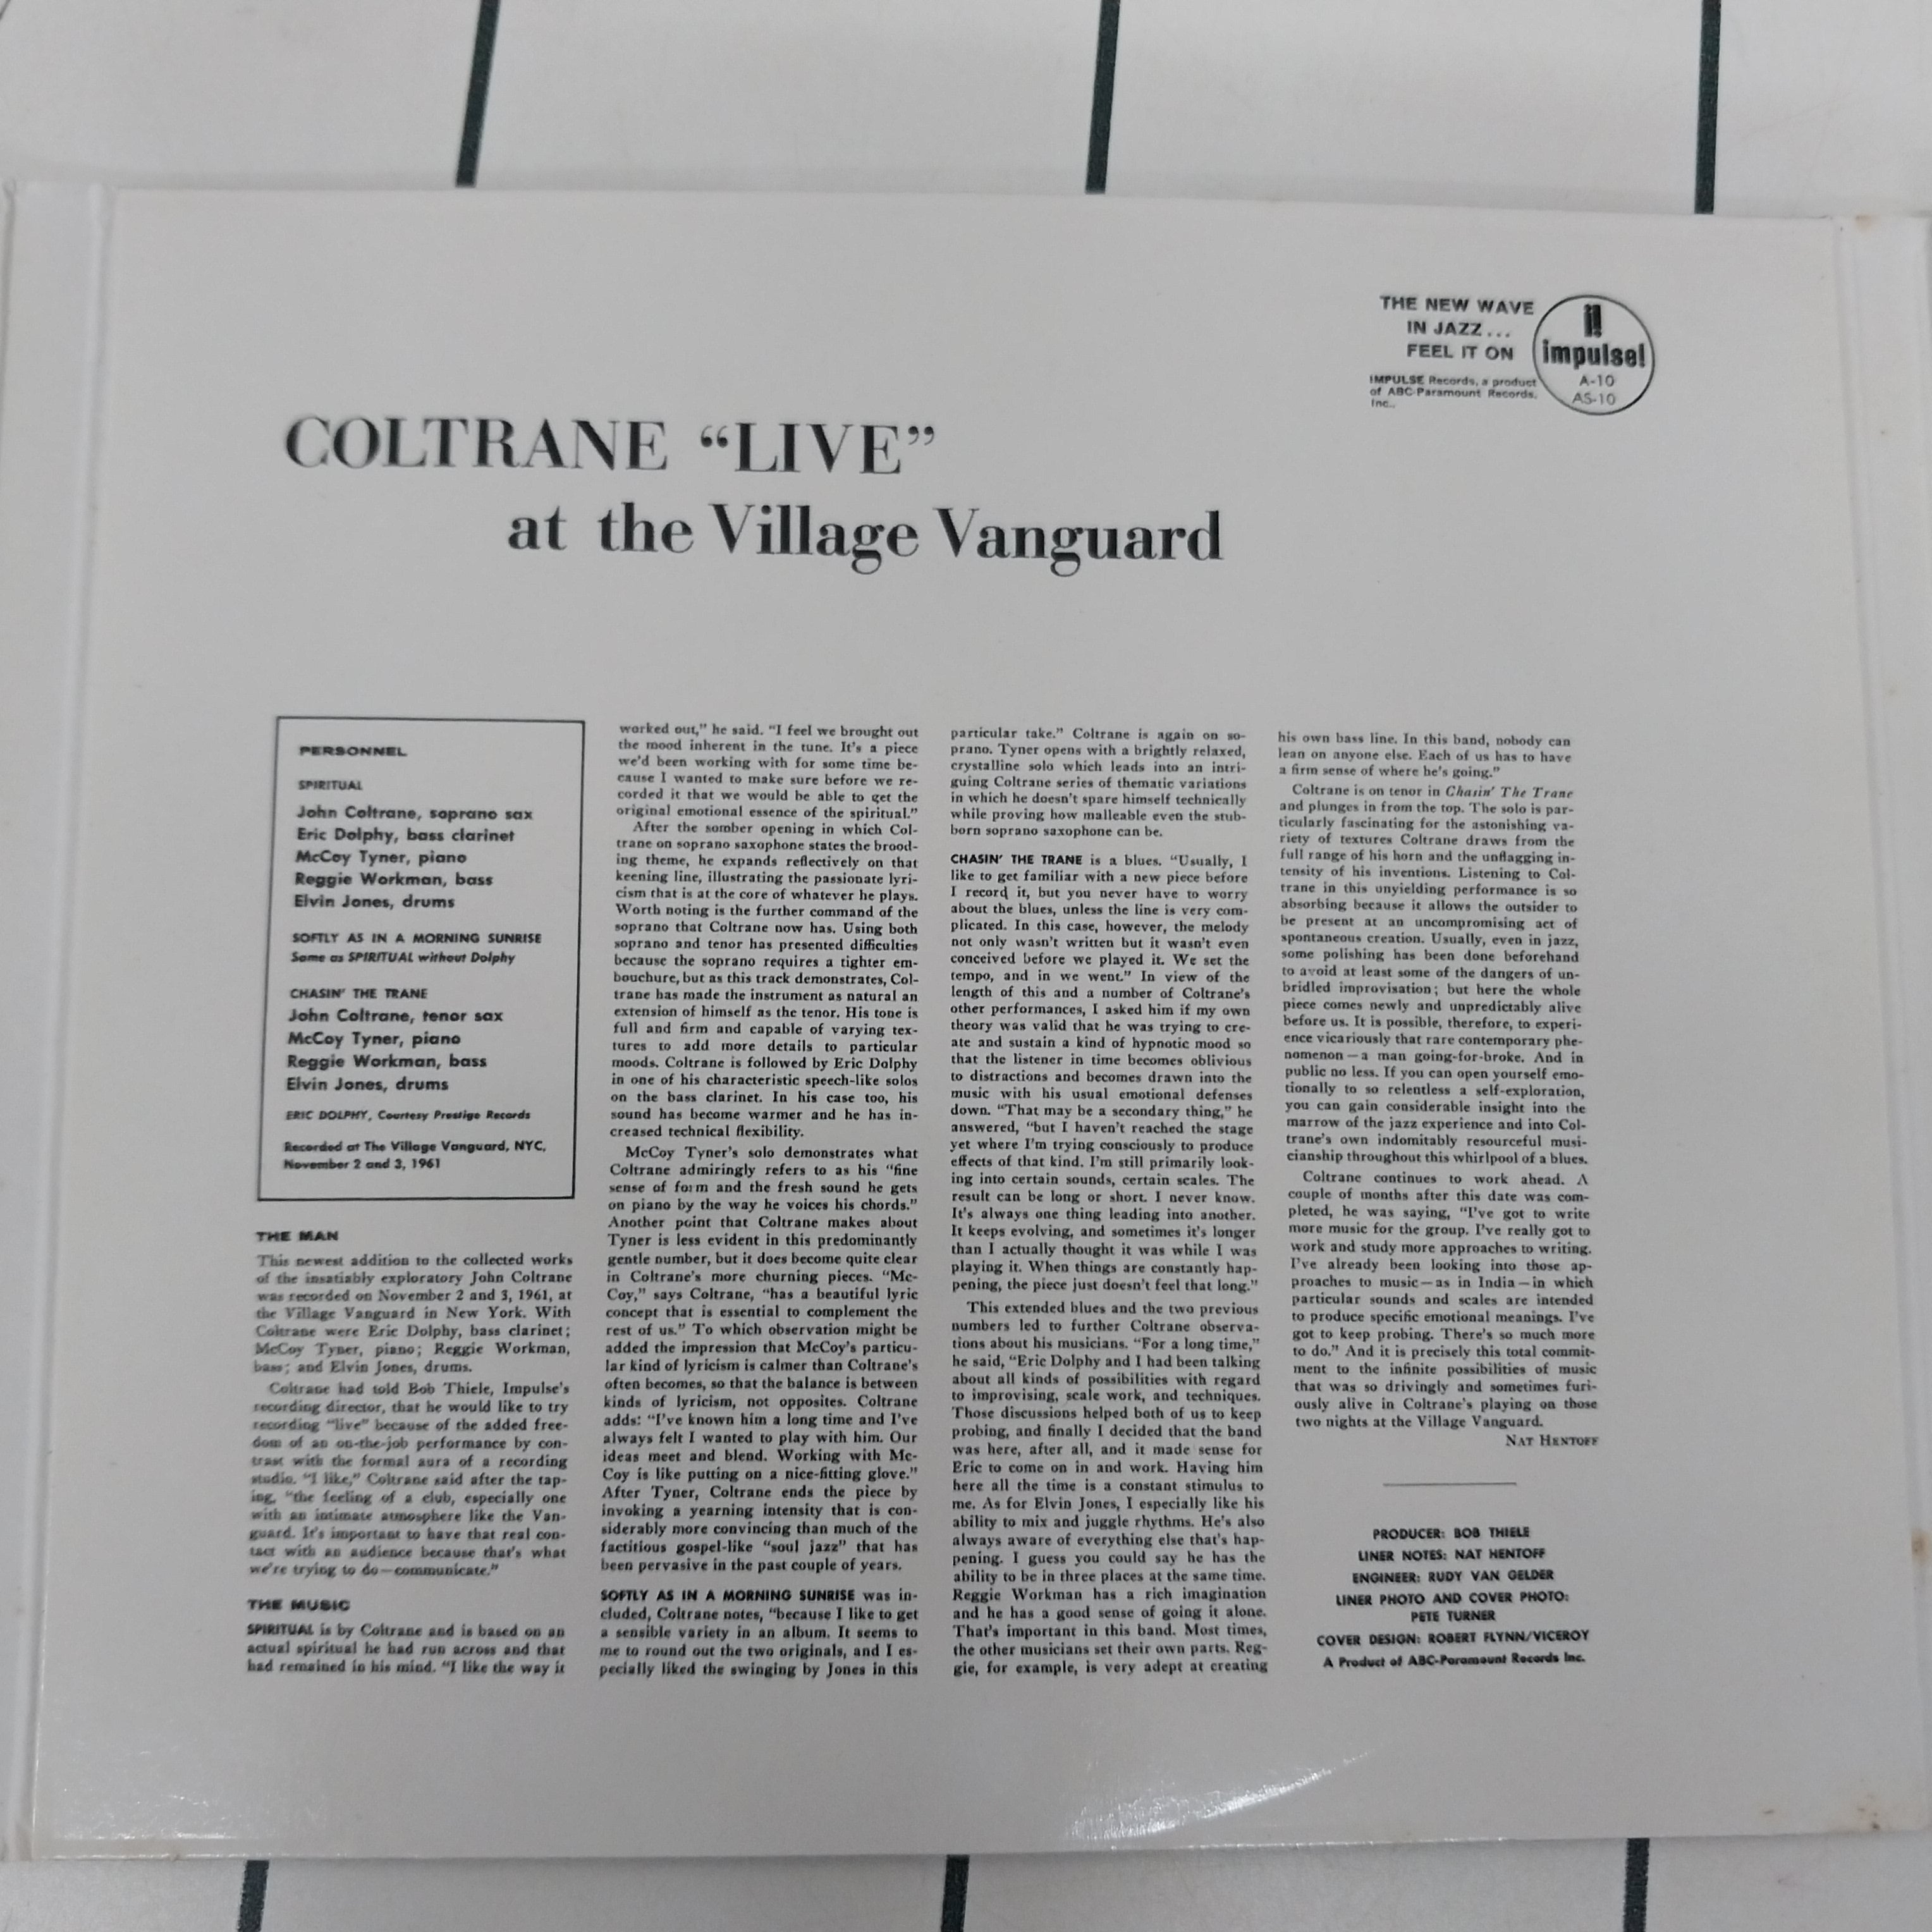 THE NEW WAVE
IN JAZZ...
FEEL IT ON
IMPULSE Records, a product
of ABC-Paramount Records,
Inc..
impulse!
A-10
AS-10
COLTRANE “LIVE”
at the Village Vanguard
PERSONNEL
SPIRITUAL
John Coltrane, soprano sax
Eric Dolphy, bass clarinet
McCoy Tyner, piano
Reggie Workman, bass
Elvin Jones, drums
SOFTLY AS IN A MORNING SUNRISE
Same as SPIRITUAL without Dolphy
CHASIN’ THE TRANE
John Coltrane, tenor sax
McCoy Tyner, piano
Reggie Workman, bass
Elvin Jones, drums
ERIC DOLPHY, Courtesy Prestige Records
Recorded at The Village Vanguard, NYC,
November 2 and 3, 1961
THE MAN
This newest addition to the collected works
of the insatiably exploratory John Coltrane
was recorded on November 2 and 3, 1961, at
the Village Vanguard in New York. With
Coltrane were Eric Dolphy, bass clarinet;
McCoy Tyner, piano; Reggie Workman,
bass; and Elvin Jones, drums.
Coltrane had told Bob Thiele, Impulse’s
recording director, that he would like to try
recording “live” because of the added free-
dom of an on-the-job performance by con-
trast with the formal aura of a recording
studio. “I like,” Coltrane said after the tap-
ing, “the feeling of a club, especially one
with an intimate atmosphere like the Van-
guard. It’s important to have that real con-
tact with an audience because that’s what
we’re trying to do—communicate.”
THE MUSIC
SPIRITUAL is by Coltrane and is based on an
actual spiritual he had run across and that
had remained in his mind. “I like the way it
worked out,” he said. “I feel we brought out
the mood inherent in the tune. It’s a piece
we’d been working with for some time be-
cause I wanted to make sure before we re-
corded it that we would be able to get the
original emotional essence of the spiritual.”
After the somber opening in which Col-
trane on soprano saxophone states the brood-
ing theme, he expands reflectively on that
keening line, illustrating the passionate lyri-
cism that is at the core of whatever he plays.
Worth noting is the further command of the
soprano that Coltrane now has. Using both
soprano and tenor has presented difficulties
because the soprano requires a tighter em-
bouchure, but as this track demonstrates, Col-
trane has made the instrument as natural an
extension of himself as the tenor. His tone is
full and firm and capable of varying tex-
tures to add more details to particular
moods. Coltrane is followed by Eric Dolphy
in one of his characteristic speech-like solos
on the bass clarinet. In his case too, his
sound has become warmer and he has in-
creased technical flexibility.
McCoy Tyner’s solo demonstrates what
Coltrane admiringly refers to as his “fine
sense of form and the fresh sound he gets
on piano by the way he voices his chords.”
Another point that Coltrane makes about
Tyner is less evident in this predominantly
gentle number, but it does become quite clear
in Coltrane’s more churning pieces. “Mc-
Coy,” says Coltrane, “has a beautiful lyric
concept that is essential to complement the
rest of us.” To which observation might be
added the impression that McCoy’s particu-
lar kind of lyricism is calmer than Coltrane’s
often becomes, so that the balance is between
kinds of lyricism, not opposites. Coltrane
adds: “I’ve known him a long time and I’ve
always felt I wanted to play with him. Our
ideas meet and blend. Working with Mc-
Coy is like putting on a nice-fitting glove.”
After Tyner, Coltrane ends the piece by
invoking a yearning intensity that is con-
siderably more convincing than much of the
factitious gospel-like “soul jazz” that has
been pervasive in the past couple of years.
SOFTLY AS IN A MORNING SUNRISE was in-
cluded, Coltrane notes, “because I like to get
a sensible variety in an album. It seems to
me to round out the two originals, and I es-
pecially liked the swinging by Jones in this
particular take.” Coltrane is again on so-
prano. Tyner opens with a brightly relaxed,
crystalline solo which leads into an intri-
guing Coltrane series of thematic variations
in which he doesn’t spare himself technically
while proving how malleable even the stub-
born soprano saxophone can be.
CHASIN’ THE TRANE is a blues. “Usually, I
like to get familiar with a new piece before
I record it, but you never have to worry
about the blues, unless the line is very com-
plicated. In this case, however, the melody
not only wasn’t written but it wasn’t even
conceived before we played it. We set the
tempo, and in we went.” In view of the
length of this and a number of Coltrane’s
other performances, I asked him if my own
theory was valid that he was trying to cre-
ate and sustain a kind of hypnotic mood so
that the listener in time becomes oblivious
to distractions and becomes drawn into the
music with his usual emotional defenses
down. “That may be a secondary thing,” he
answered, “but I haven’t reached the stage
yet where I’m trying consciously to produce
effects of that kind. I’m still primarily look-
ing into certain sounds, certain scales. The
result can be long or short. I never know.
It’s always one thing leading into another.
It keeps evolving, and sometimes it’s longer
than I actually thought it was while I was
playing it. When things are constantly hap-
pening, the piece just doesn’t feel that long.”
This extended blues and the two previous
numbers led to further Coltrane observa-
tions about his musicians. “For a long time,”
he said, “Eric Dolphy and I had been talking
about all kinds of possibilities with regard
to improvising, scale work, and techniques.
Those discussions helped both of us to keep
probing, and finally I decided that the band
was here, after all, and it made sense for
Eric to come on in and work. Having him
here all the time is a constant stimulus to
me. As for Elvin Jones, I especially like his
ability to mix and juggle rhythms. He’s also
always aware of everything else that’s hap-
pening. I guess you could say he has the
ability to be in three places at the same time.
Reggie Workman has a rich imagination
and he has a good sense of going it alone.
That’s important in this band. Most times,
the other musicians set their own parts. Reg-
gie, for example, is very adept at creating
his own bass line. In this band, nobody can
lean on anyone else. Each of us has to have
a firm sense of where he’s going.”
Coltrane is on tenor in Chasin’ The Trane
and plunges in from the top. The solo is par-
ticularly fascinating for the astonishing va-
riety of textures Coltrane draws from the
full range of his horn and the unflagging in-
tensity of his inventions. Listening to Col-
trane in this unyielding performance is so
absorbing because it allows the outsider to
be present at an uncompromising act of
spontaneous creation. Usually, even in jazz,
some polishing has been done beforehand
to avoid at least some of the dangers of un-
bridled improvisation; but here the whole
piece comes newly and unpredictably alive
before us. It is possible, therefore, to experi-
ence vicariously that rare contemporary phe-
nomenon—a man going-for-broke. And in
public no less. If you can open yourself emo-
tionally to so relentless a self-exploration,
you can gain considerable insight into the
marrow of the jazz experience and into Col-
trane’s own indomitably resourceful musi-
cianship throughout this whirlpool of a blues.
Coltrane continues to work ahead. A
couple of months after this date was com-
pleted, he was saying, “I’ve got to write
more music for the group. I’ve really got to
work and study more approaches to writing.
I’ve already been looking into those ap-
proaches to music—as in India—in which
particular sounds and scales are intended
to produce specific emotional meanings. I’ve
got to keep probing. There’s so much more
to do.” And it is precisely this total commit-
ment to the infinite possibilities of music
that was so drivingly and sometimes furi-
ously alive in Coltrane’s playing on those
two nights at the Village Vanguard.
NAT HENTOFF
PRODUCER: BOB THIELE
LINER NOTES: NAT HENTOFF
ENGINEER: RUDY VAN GELDER
LINER PHOTO AND COVER PHOTO:
PETE TURNER
COVER DESIGN: ROBERT FLYNN/VICEROY
A Product of ABC-Paramount Records Inc.